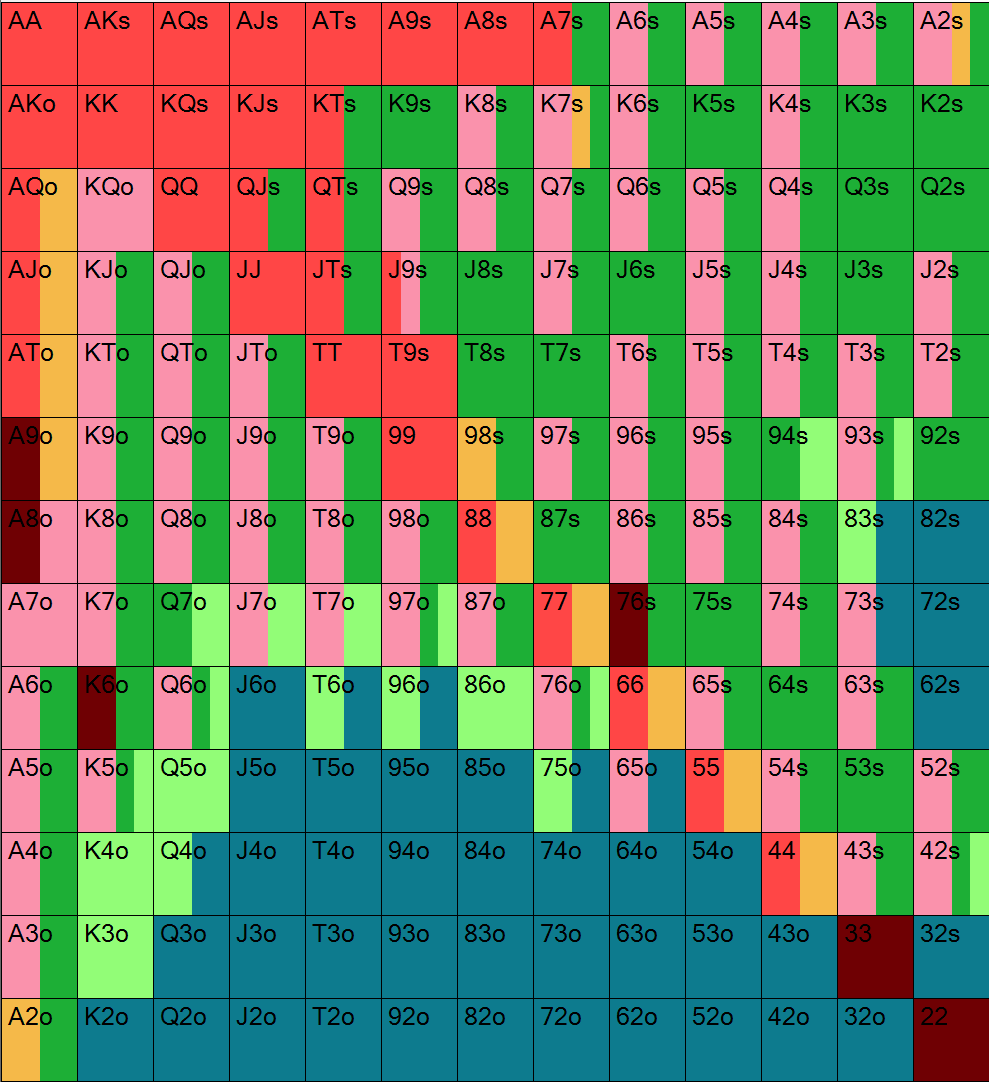 AA AKs AQs AJs ATs A9s A8s A7s A6s A5s A4s A3s A2s
AKo KK KQs KJs KTs K9s K8s K7s K6s K5s K4s K3s K2s
AQo KQo QQ QJs QTs Q9s Q8s Q7s Q6s Q5s Q4s Q3s Q2s
AJo KJo QJo JJ JTs J9s J8s J7s J6s J5s J4s J3s J2s
ATo KTo QTo JTo TT T9s T8s T7s T6s T5s T4s T3s T2s
A9o K9o Q9o J9o T9o 99 98s 97s 96s 95s 94s 93s 92s
A8o K8o Q8o J8o T8o 98o 88 87s 86s 85s 84s 83s 82s
A7o K7o Q7o J7o T7o 97o 87o 77 76s 75s 74s 73s 72s
A6o K6o Q6o J6o T6o 96o 86o 76o 66 65s 64s 63s 62s
A5o K5o Q5o J5o T5o 95o 85o 75o 65o 55 54s 53s 52s
A4o K4o Q4o J4o T4o 94o 84o 74o 64o 54o 44 43s 42s
A3o K3o Q3o J3o T3o 93o 83o 73o 63o 53o 43o 33 32s
A2o K2o Q2o J2o T2o 92o 82o 72o 62o 52o 42o 32o 22